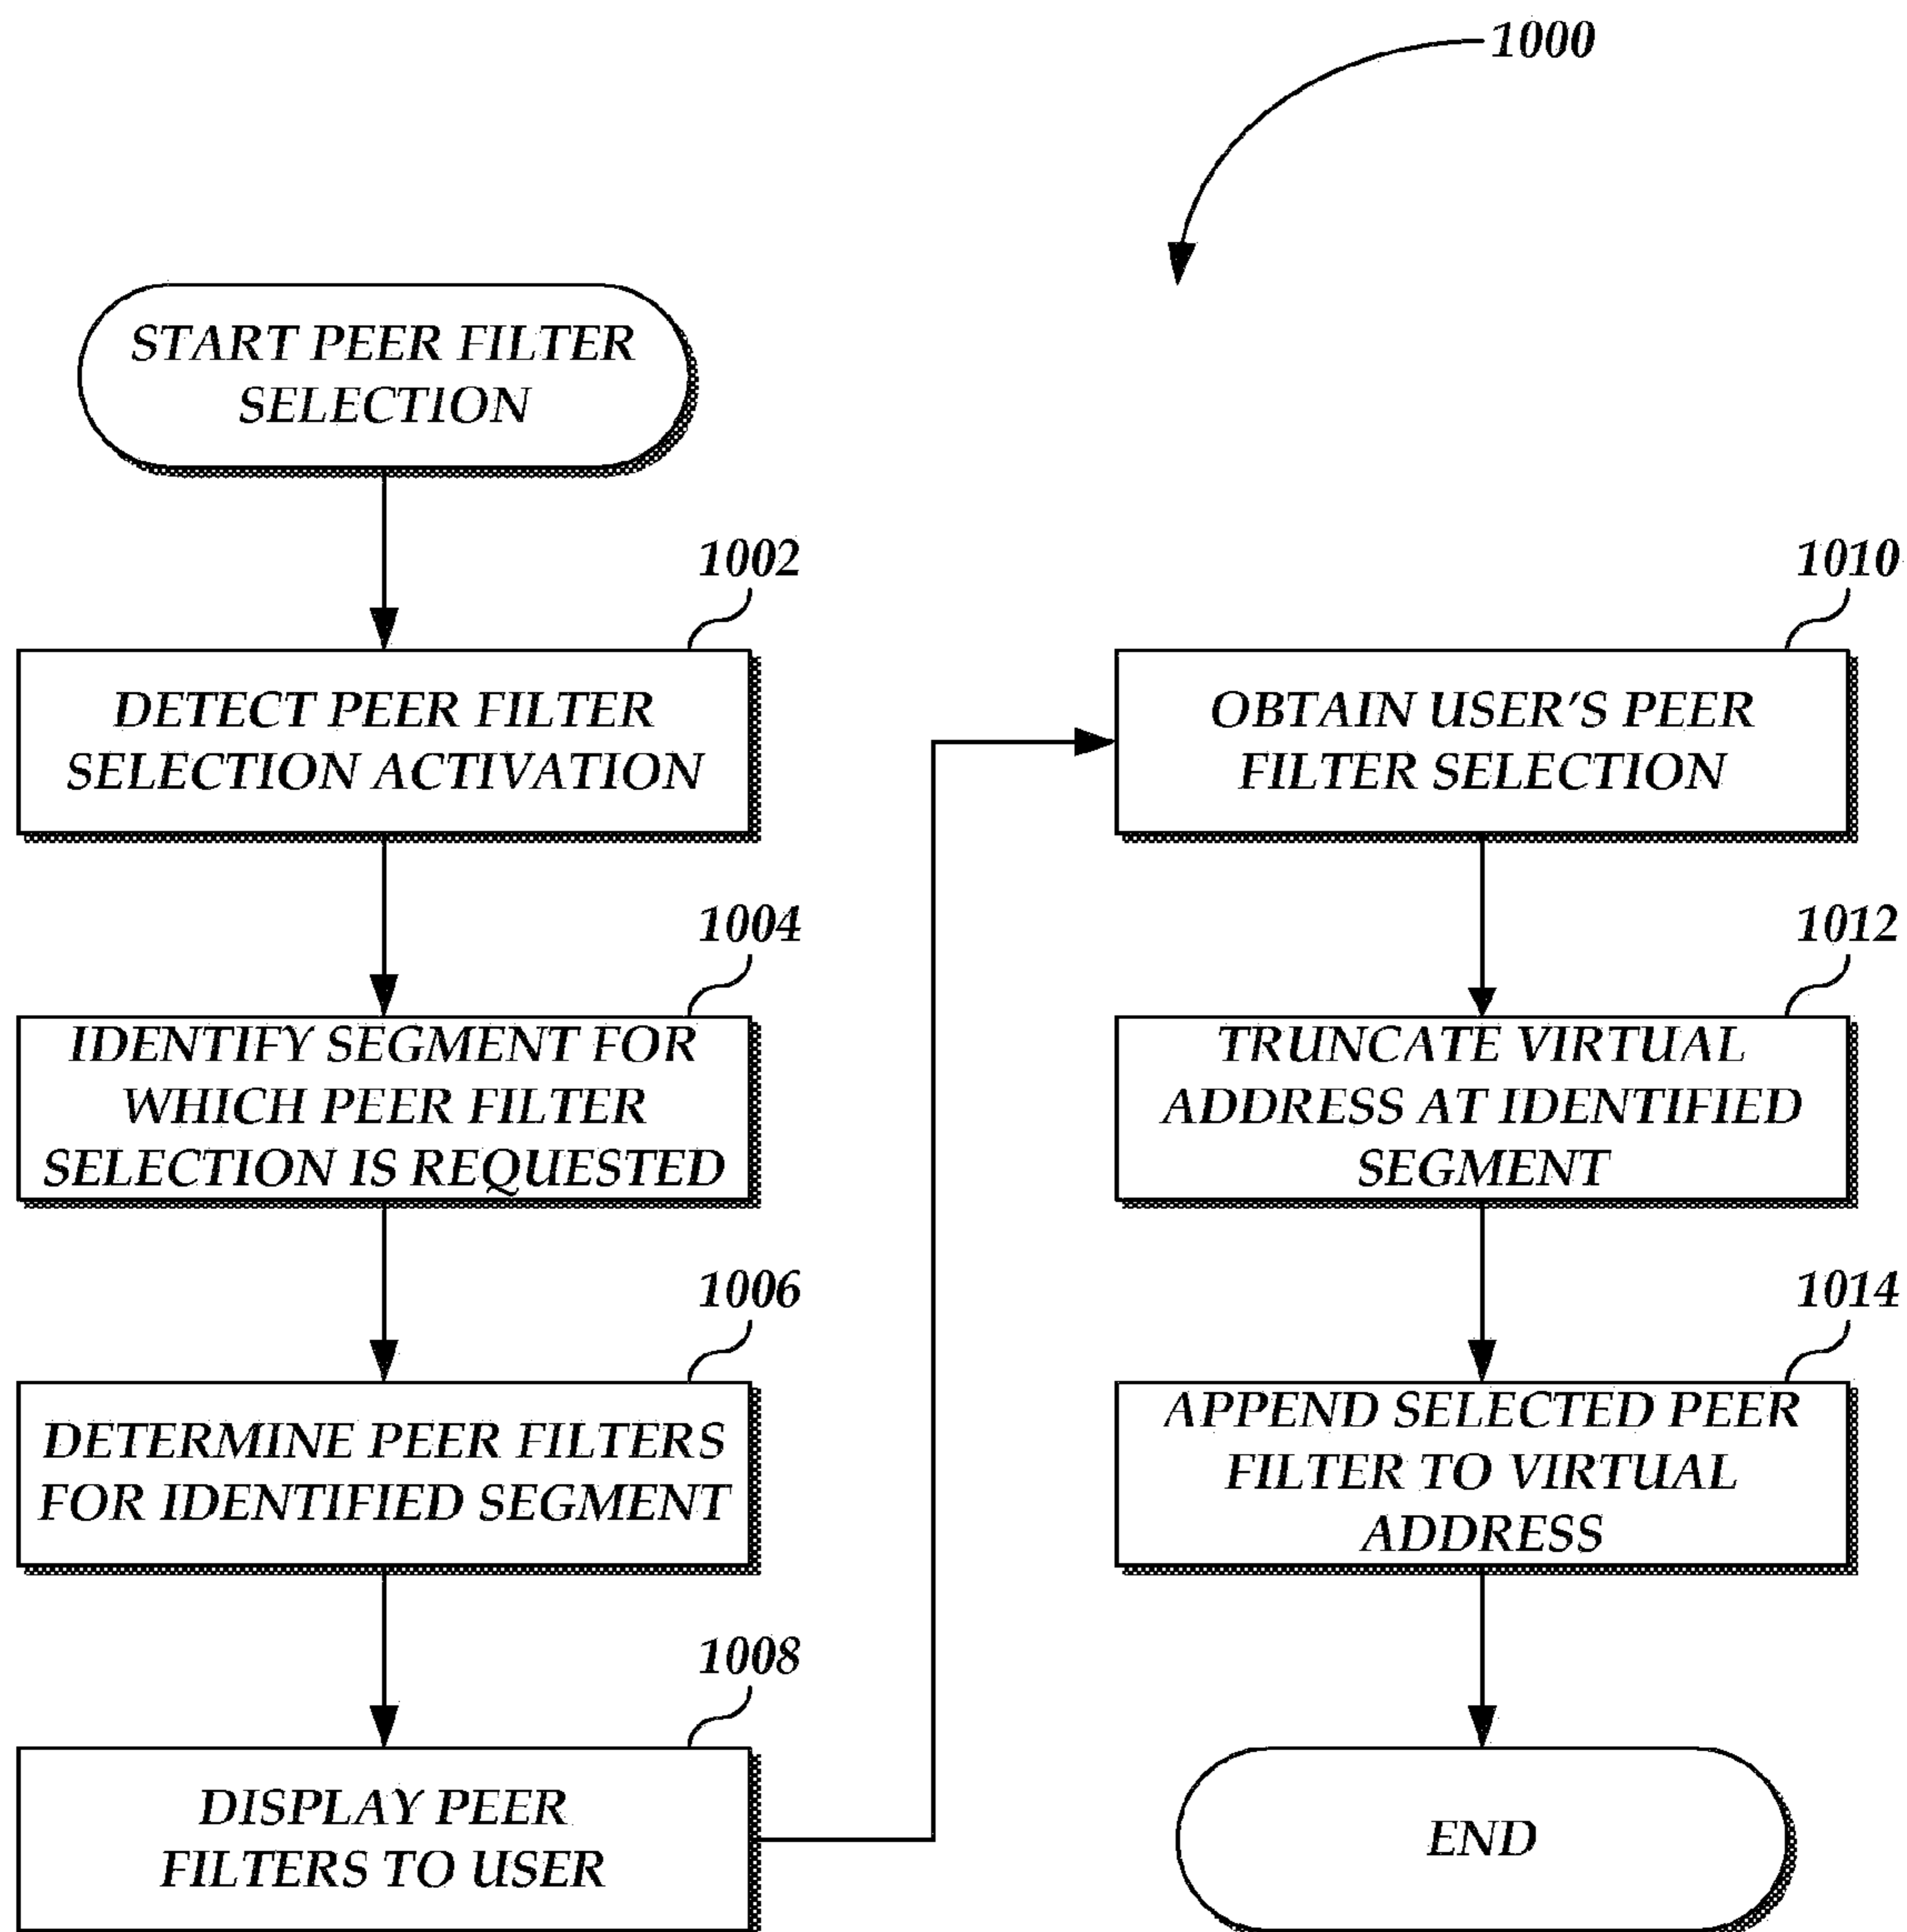 1000
START PEER FILTER
SELECTION
1002
DETECT PEER FILTER
SELECTION ACTIVATION
1004
IDENTIFY SEGMENT FOR
WHICH PEER FILTER
SELECTION IS REQUESTED
1006
DETERMINE PEER FILTERS
FOR IDENTIFIED SEGMENT
1008
DISPLAY PEER
FILTERS TO USER
1010
OBTAIN USER'S PEER
FILTER SELECTION
1012
TRUNCATE VIRTUAL
ADDRESS AT IDENTIFIED
SEGMENT
1014
APPEND SELECTED PEER
FILTER TO VIRTUAL
ADDRESS
END